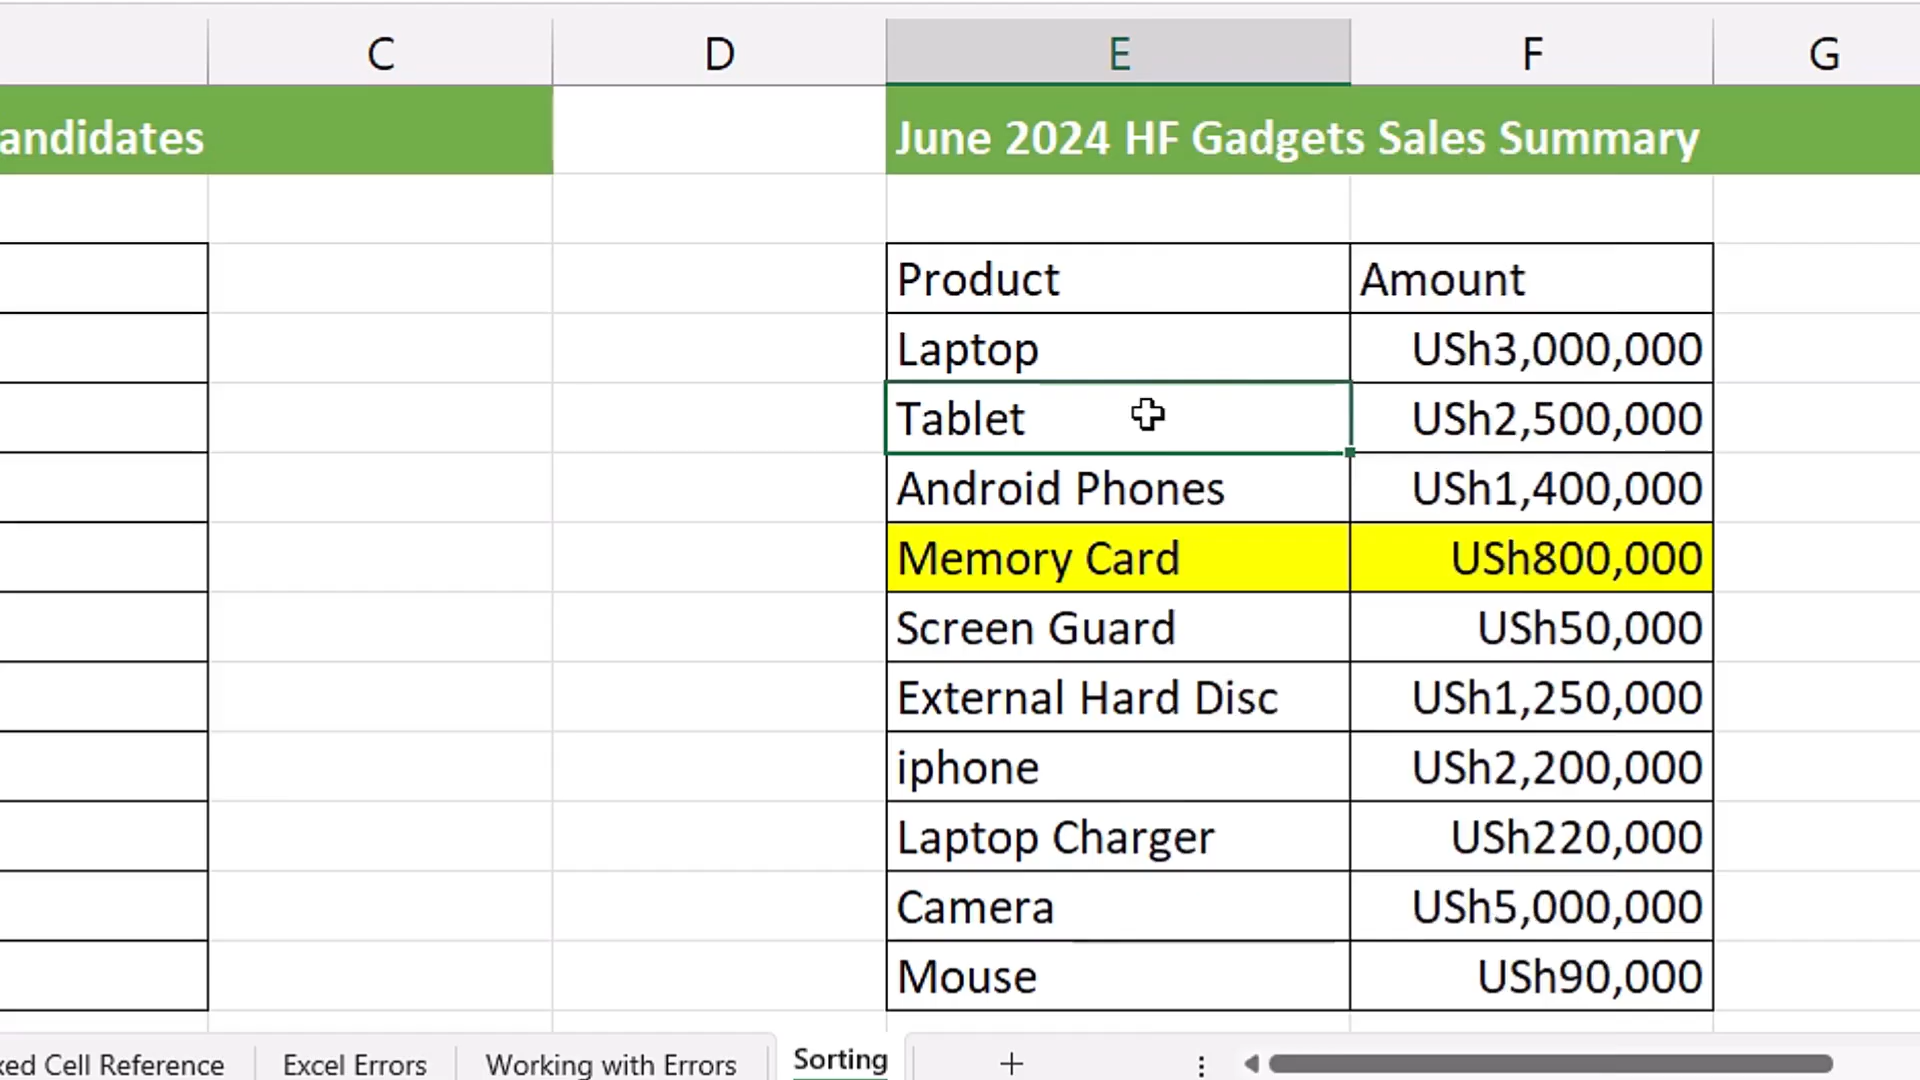 C D E F G
andidates June 2024 HF Gadgets Sales Summary
Product Amount
Laptop USh3,000,000
Tablet USh2,500,000
Android Phones USh1,400,000
Memory Card USh800,000
Screen Guard USh50,000
External Hard Disc USh1,250,000
iphone USh2,200,000
Laptop Charger USh220,000
Camera USh5,000,000
Mouse USh90,000
xed Cell Reference Excel Errors Working with Errors Sorting +